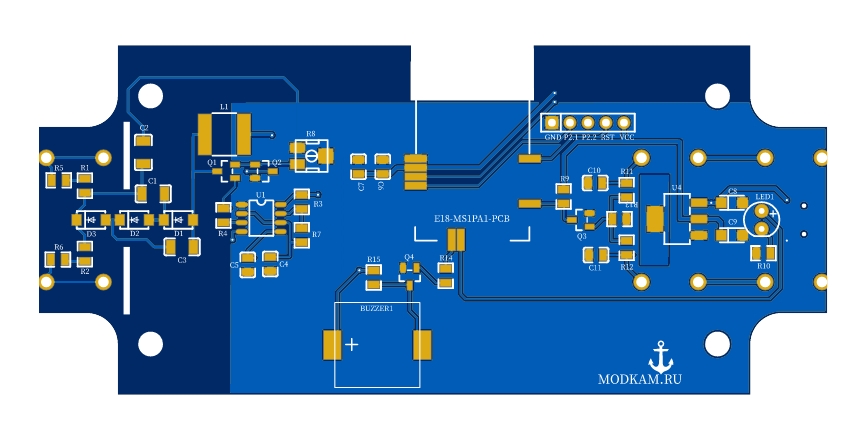 L1
C2
R8
GND P2.1 P2.2 RST VCC
Q1
Q2
C7
C6
R5
R1
C1
R9
C10
R11
U4
C8
LED1
+
U1
R3
R4
E18-MS1PA1-PCB
C9
D3
D2
D1
R7
Q3
R6
R2
C3
C5
C4
R15
Q4
R14
C11
R12
R10
BUZZER1
+
MODKAM.RU